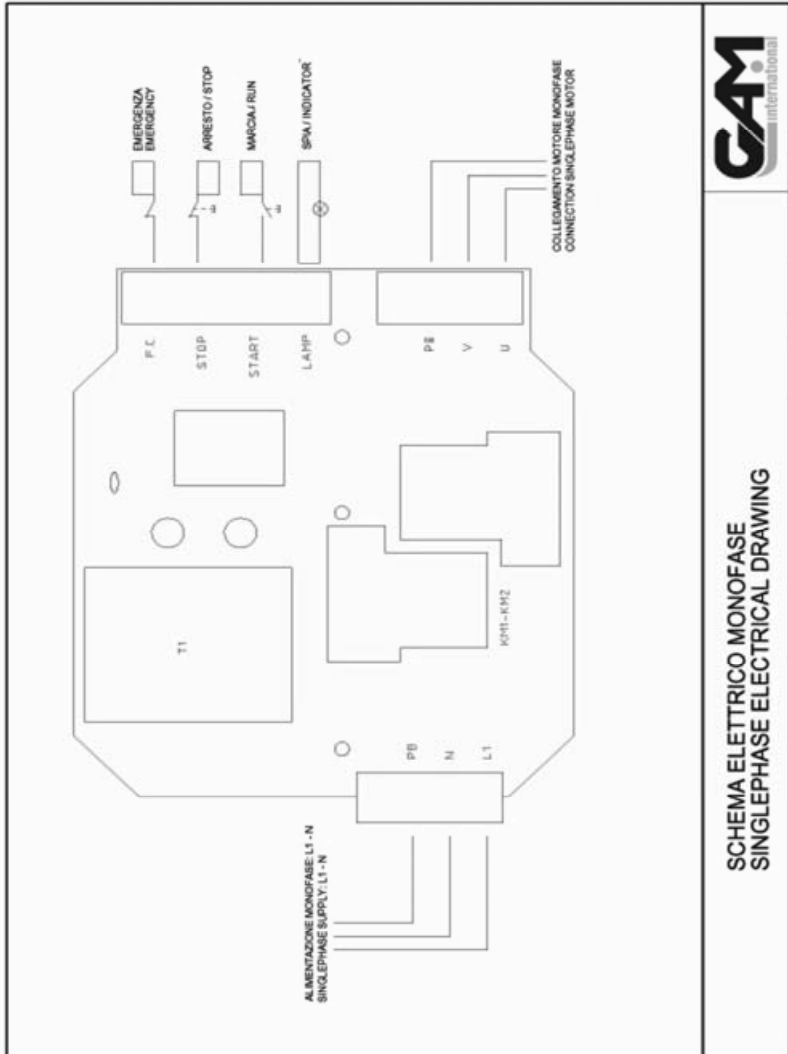 EMERGENZA
EMERGENCY
ARRESTO / STOP
MARCIA / RUN
SPIA / INDICATOR
COLLEGAMENTO MOTORE MONOFASE
CONNECTION SINGLEPHASE MOTOR
F.C
STOP
START
LAMP
PE
V
U
T1
KM1-KM2
PB
N
L1
ALIMENTAZIONE MONOFASE: L1 - N
SINGLEPHASE SUPPLY: L1 - N
SCHEMA ELETTRICO MONOFASE
SINGLEPHASE ELECTRICAL DRAWING
GAM
international